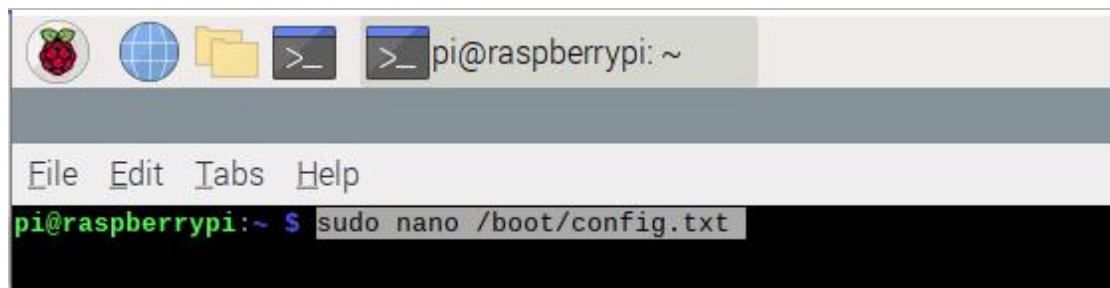 pi@raspberrypi: ~
File Edit Tabs Help
pi@raspberrypi:~ $ sudo nano /boot/config.txt